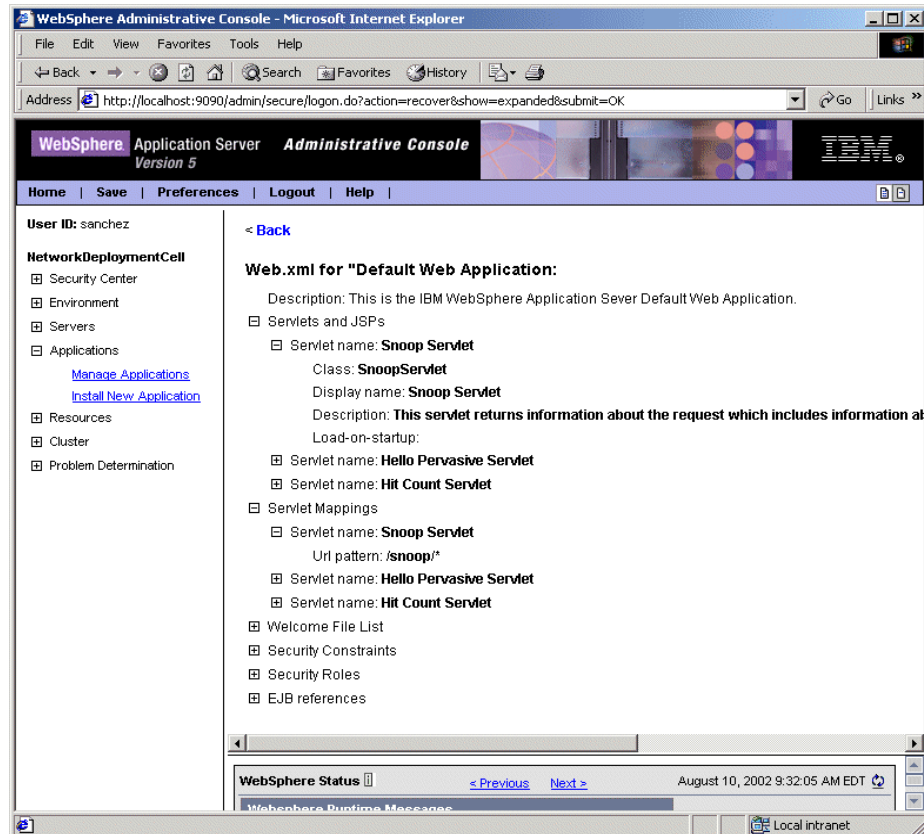 WebSphere Administrative Console - Microsoft Internet Explorer
File Edit View Favorites Tools Help
Back Search Favorites History
Address http://localhost:9090/admin/secure/logon.do?action=recover&show=expanded&submit=OK Go Links »
WebSphere Application Server Administrative Console
Version 5
IBM®
Home | Save | Preferences | Logout | Help |
User ID: sanchez
NetworkDeploymentCell
Security Center
Environment
Servers
Applications
Manage Applications
Install New Application
Resources
Cluster
Problem Determination
< Back
Web.xml for "Default Web Application:
Description: This is the IBM WebSphere Application Sever Default Web Application.
Servlets and JSPs
Servlet name: Snoop Servlet
Class: SnoopServlet
Display name: Snoop Servlet
Description: This servlet returns information about the request which includes information ab
Load-on-startup:
Servlet name: Hello Pervasive Servlet
Servlet name: Hit Count Servlet
Servlet Mappings
Servlet name: Snoop Servlet
Url pattern: /snoop/*
Servlet name: Hello Pervasive Servlet
Servlet name: Hit Count Servlet
Welcome File List
Security Constraints
Security Roles
EJB references
WebSphere Status < Previous Next > August 10, 2002 9:32:05 AM EDT
Websphere Runtime Messages
Local intranet